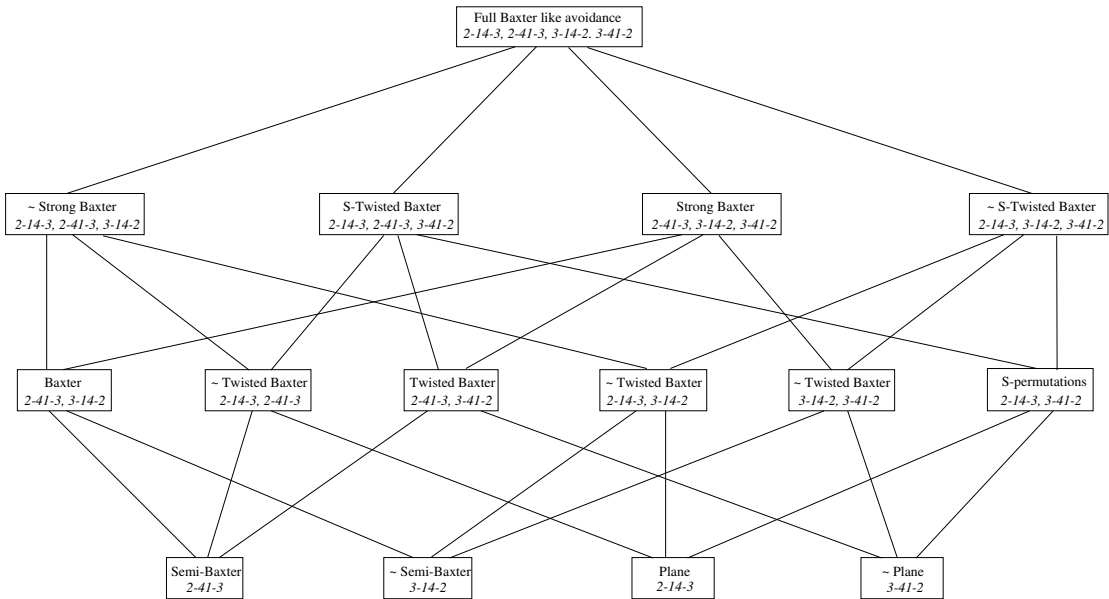 Full Baxter like avoidance
2-14-3, 2-41-3, 3-14-2. 3-41-2
~ Strong Baxter
2-14-3, 2-41-3, 3-14-2
S-Twisted Baxter
2-14-3, 2-41-3, 3-41-2
Strong Baxter
2-41-3, 3-14-2, 3-41-2
~ S-Twisted Baxter
2-14-3, 3-14-2, 3-41-2
Baxter
2-41-3, 3-14-2
~ Twisted Baxter
2-14-3, 2-41-3
Twisted Baxter
2-41-3, 3-41-2
~ Twisted Baxter
2-14-3, 3-14-2
~ Twisted Baxter
3-14-2, 3-41-2
S-permutations
2-14-3, 3-41-2
Semi-Baxter
2-41-3
~ Semi-Baxter
3-14-2
Plane
2-14-3
~ Plane
3-41-2